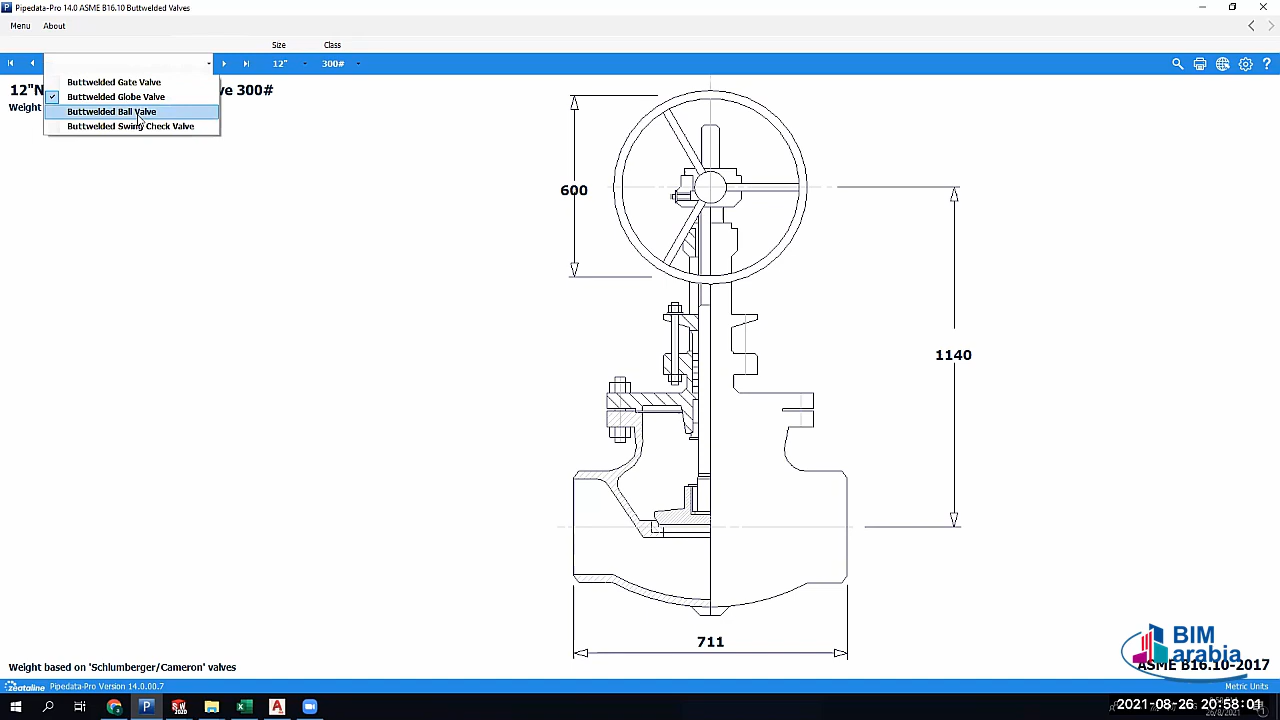 Pipedata-Pro 14.0 ASME B16.10 Buttwelded Valves
Menu About
Size Class
12" 300#
Buttwelded Gate Valve
Buttwelded Globe Valve
Buttwelded Ball Valve
Buttwelded Swing Check Valve
12"N
ve 300#
Weight
600
1140
711
Weight based on 'Schlumberger/Cameron' valves
BIM
arabia
ASME B16.10-2017
Zeataline Pipedata-Pro Version 14.0.00.7
Metric Units
2021-08-26 20:58:01